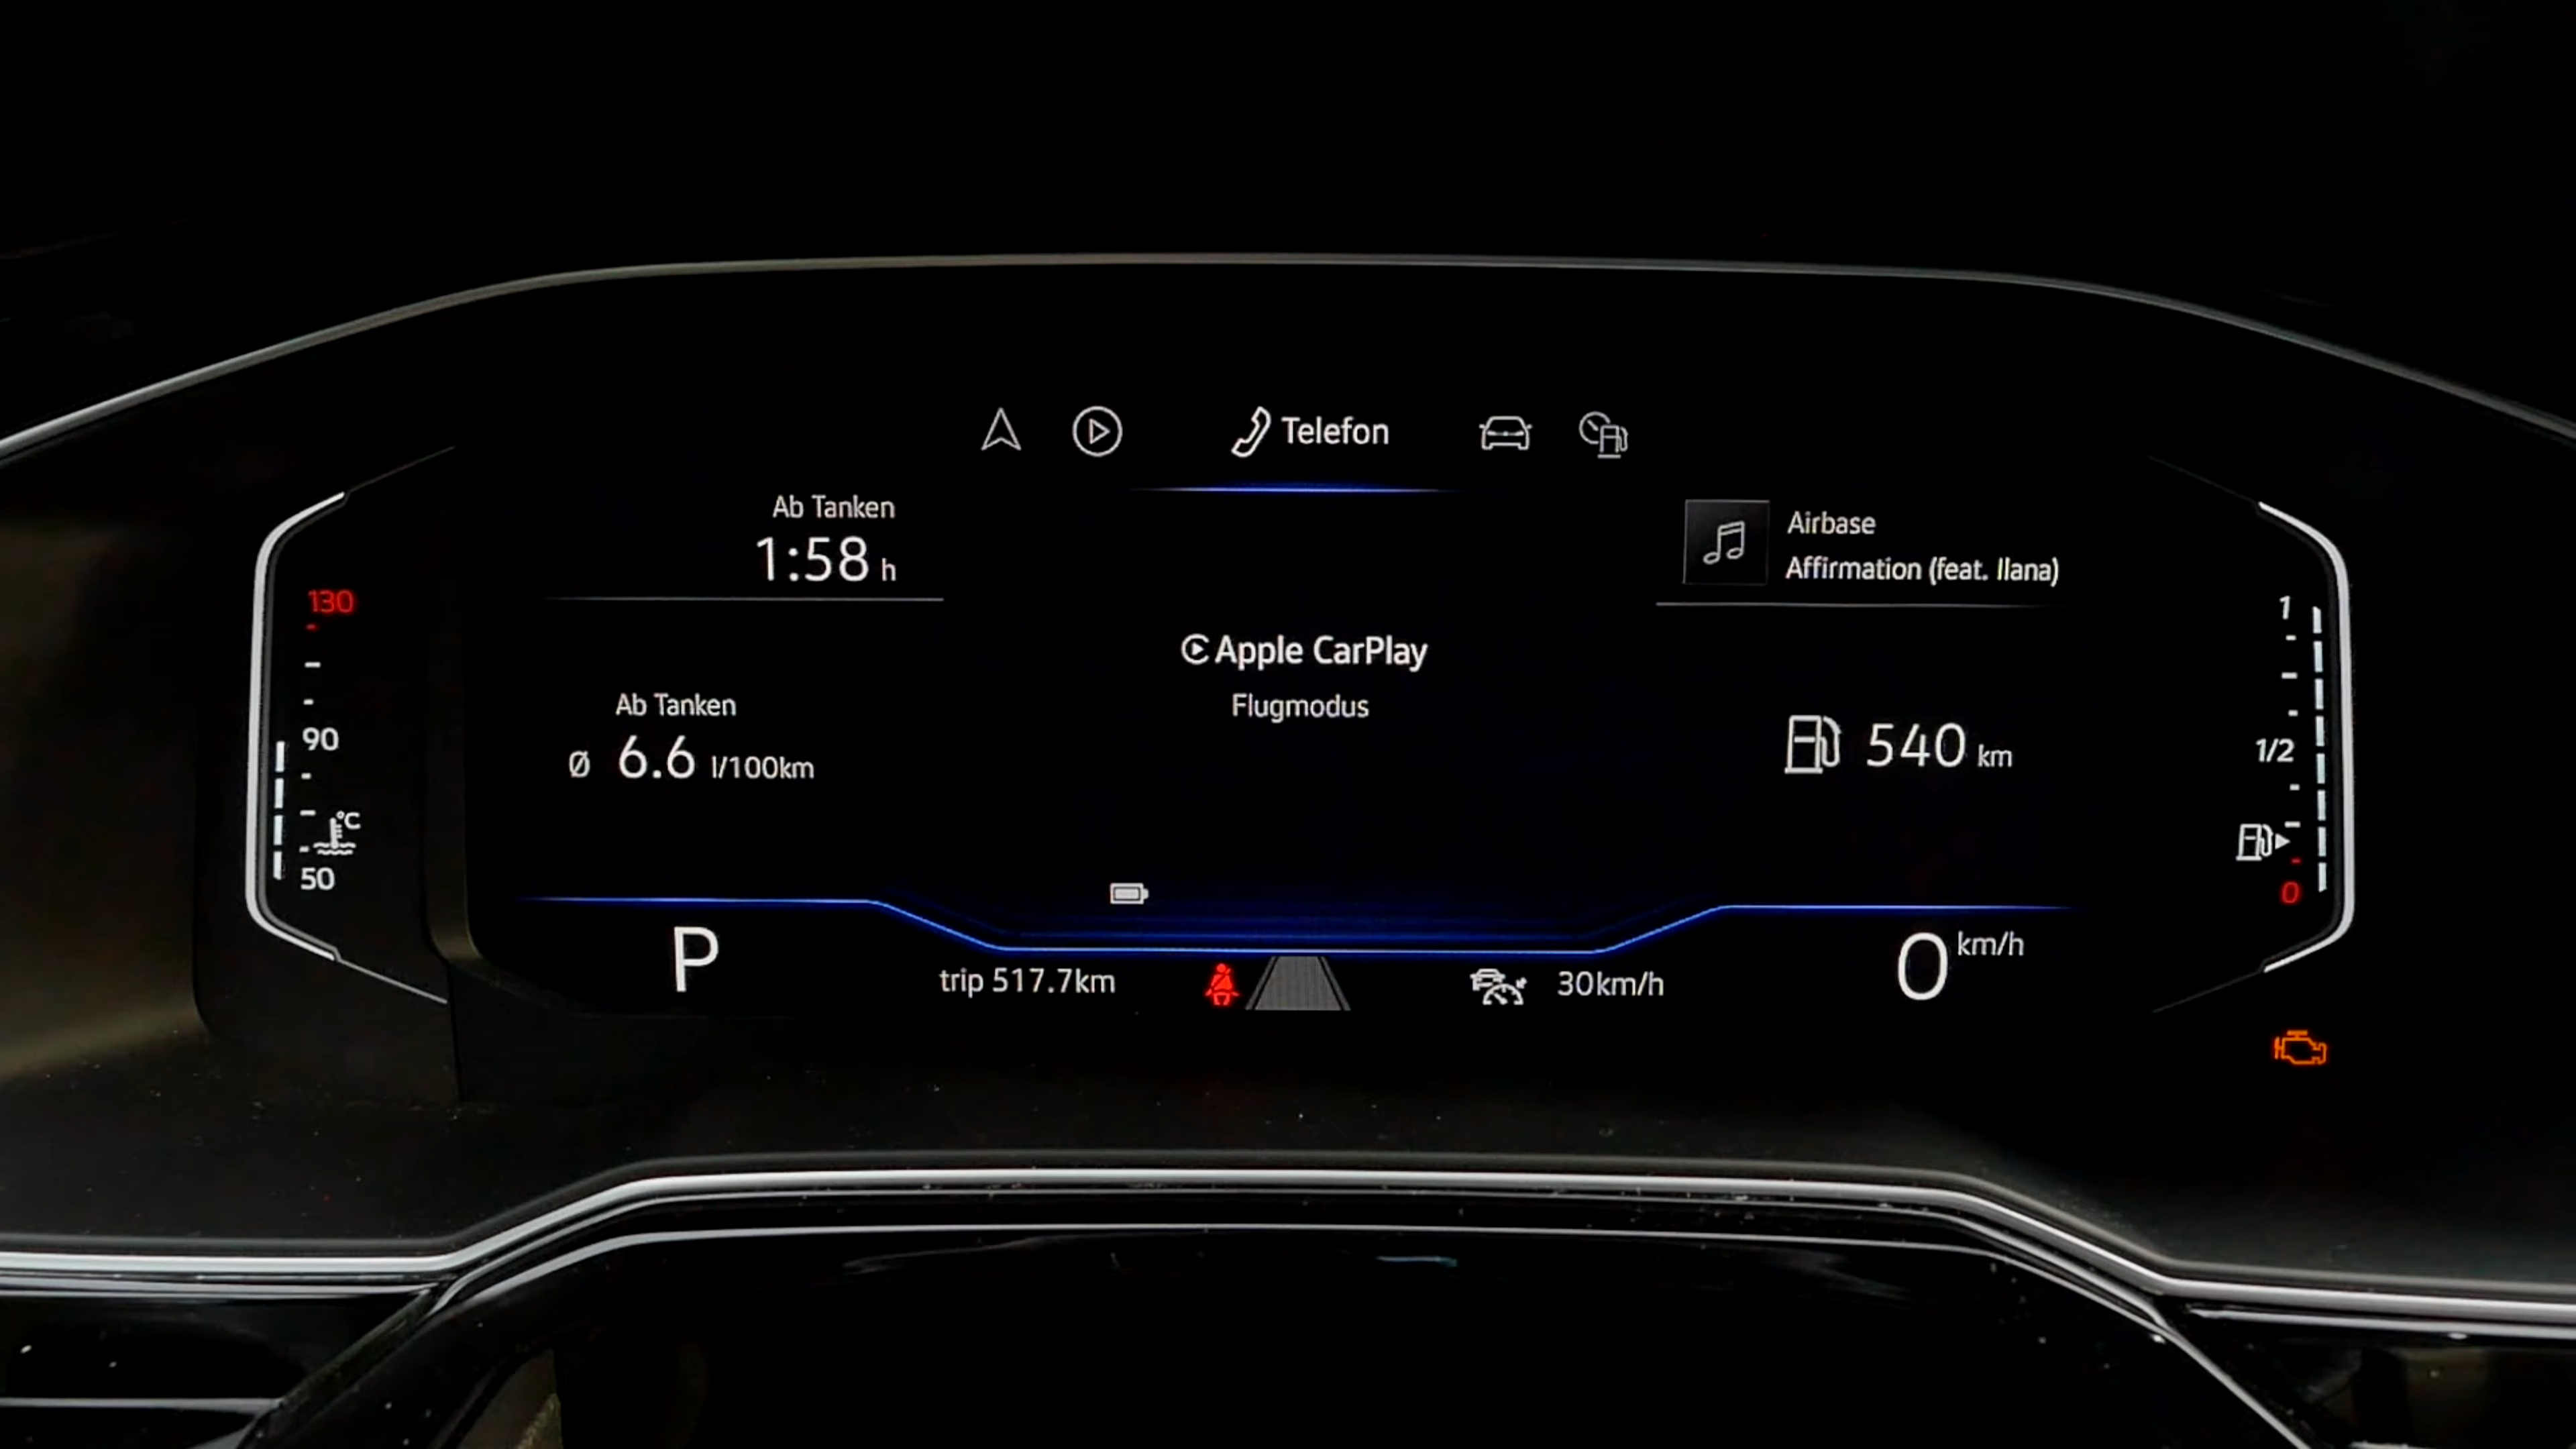 Telefon
Ab Tanken
1:58 h
Airbase
Affirmation (feat. Ilana)
130
90
°C
50
Apple CarPlay
Flugmodus
Ab Tanken
Ø 6.6 l/100km
540 km
1
1/2
0
P
trip 517.7km
30km/h
0 km/h